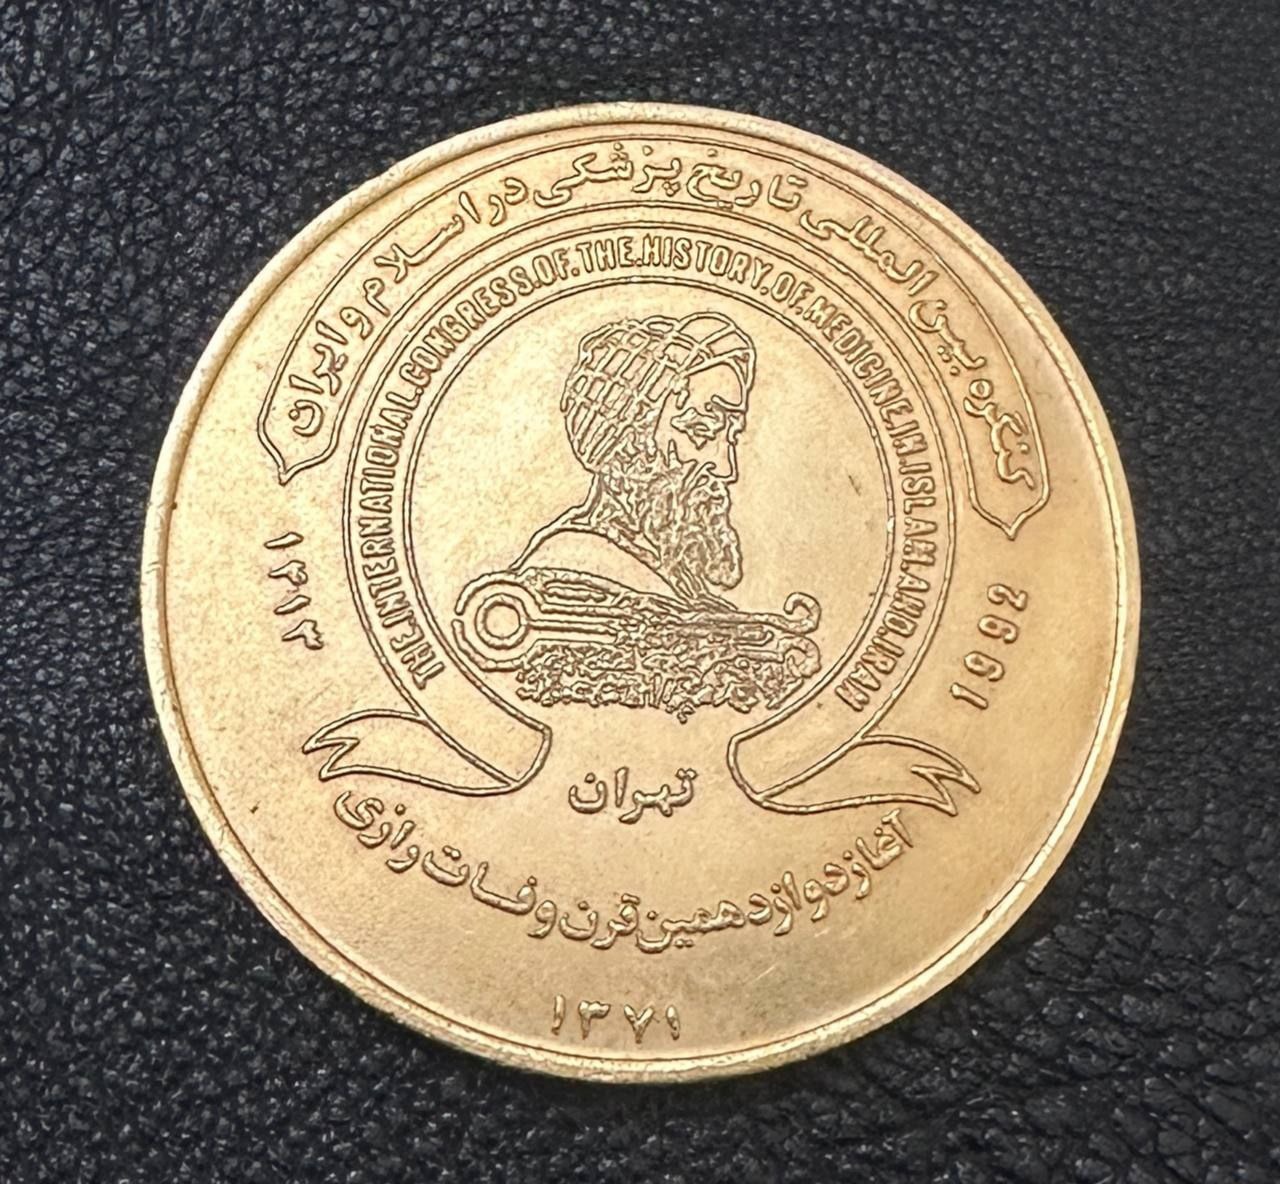 کنگره بین المللی تاریخ پزشکی در اسلام و ایران
THE.INTERNATIONAL.CONGRESS.OF.THE.HISTORY.OF.MEDICINE.IN.ISLAM.AND.IRAN
۱۴۱۳
1992
تهران
آغاز دوازدهمین قرن وفات رازی
۱۳۷۱